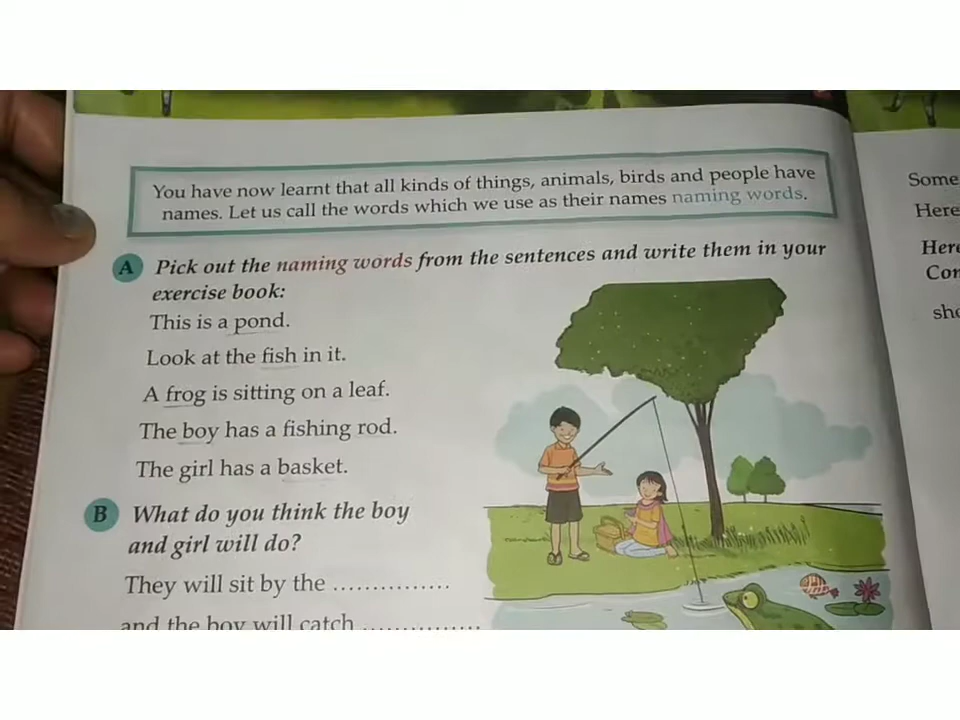 You have now learnt that all kinds of things, animals, birds and people have
names. Let us call the words which we use as their names naming words.
A Pick out the naming words from the sentences and write them in your
exercise book:
This is a pond.
Look at the fish in it.
A frog is sitting on a leaf.
The boy has a fishing rod.
The girl has a basket.
B What do you think the boy
and girl will do?
They will sit by the ...............
and the boy will catch ...............
Some
Here
Here
Con
she